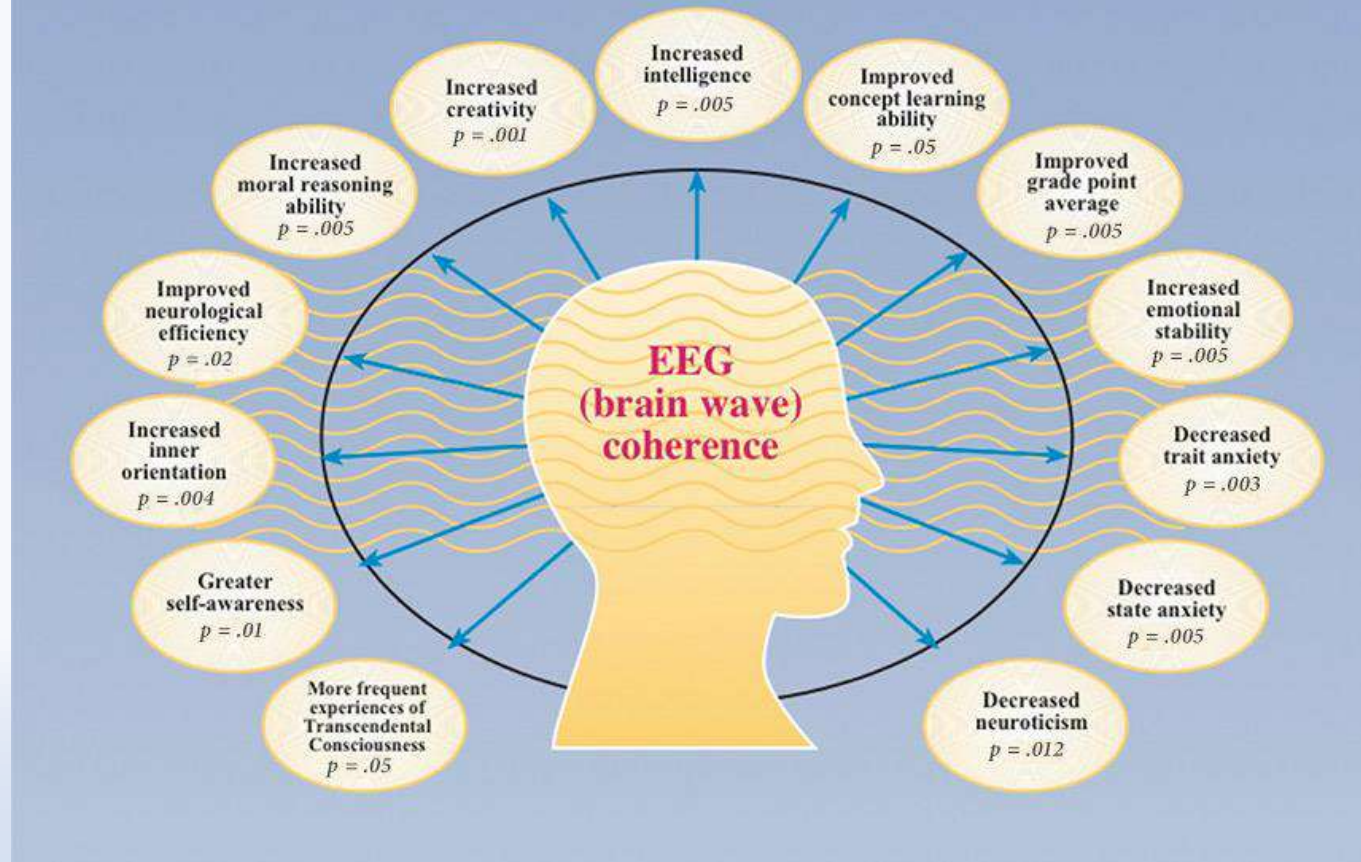 Increased
intelligence
p = .005
Increased
creativity
p = .001
Improved
concept learning
ability
p = .05
Increased
moral reasoning
ability
p = .005
Improved
grade point
average
p = .005
Improved
neurological
efficiency
p = .02
Increased
emotional
stability
p = .005
EEG
(brain wave)
coherence
Increased
inner
orientation
p = .004
Decreased
trait anxiety
p = .003
Greater
self-awareness
p = .01
Decreased
state anxiety
p = .005
More frequent
experiences of
Transcendental
Consciousness
p = .05
Decreased
neuroticism
p = .012